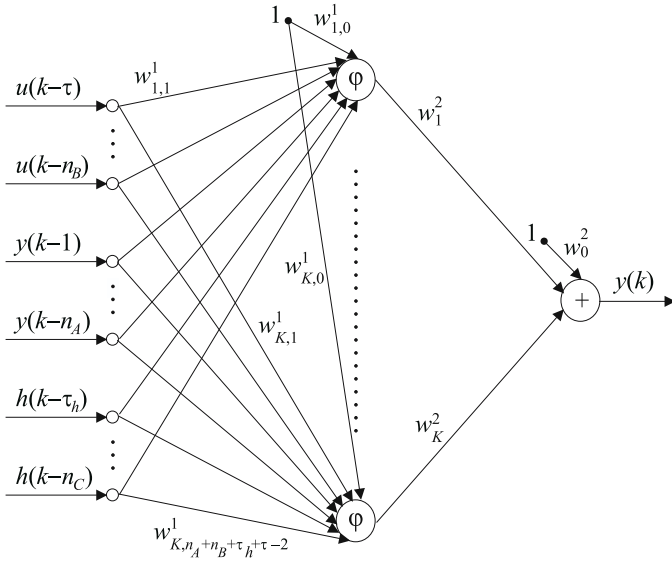 1
w^1_{1,0}
w^1_{1,1}
u(k−τ)
φ
w^2_1
u(k−n_B)
y(k−1)
1
w^2_0
w^1_{K,0}
y(k)
+
y(k−n_A)
w^1_{K,1}
h(k−τ_h)
w^2_K
h(k−n_C)
φ
w^1_{K,n_A+n_B+τ_h+τ−2}